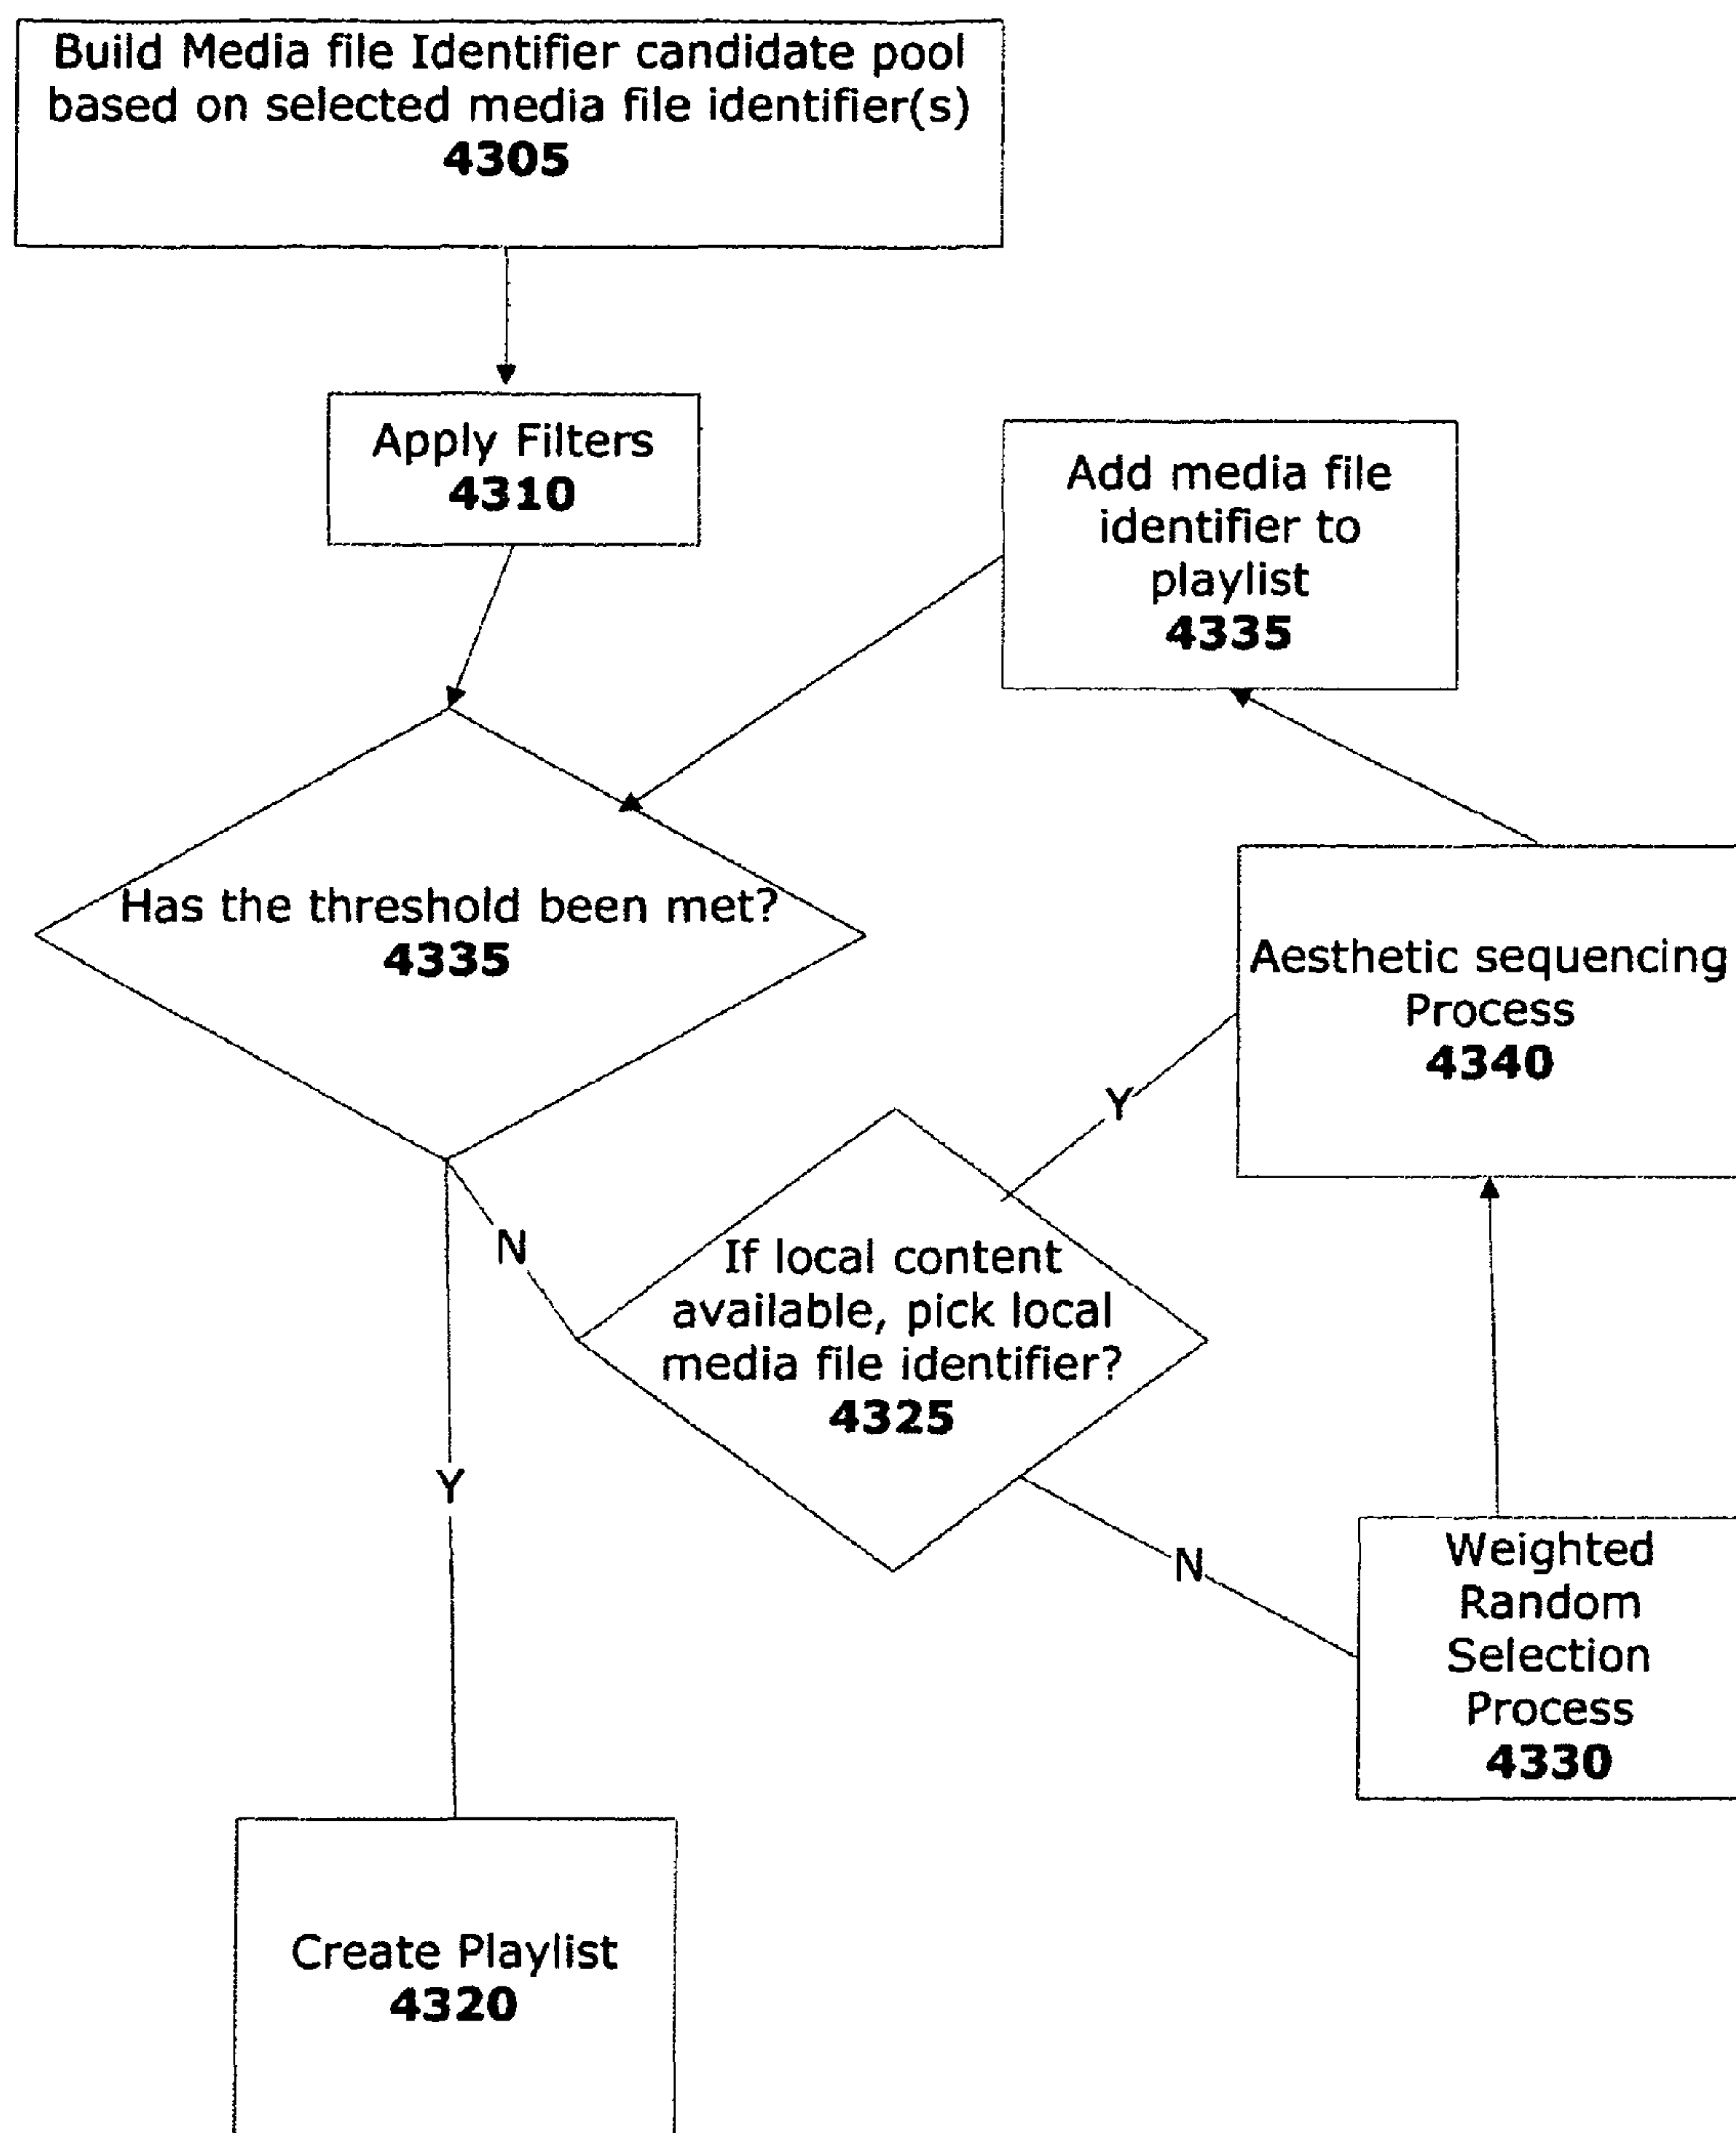 Build Media file Identifier candidate pool
based on selected media file identifier(s)
4305
Apply Filters
4310
Add media file
identifier to
playlist
4335
Has the threshold been met?
4335
Aesthetic sequencing
Process
4340
Y
N
If local content
available, pick local
media file identifier?
4325
Y
N
Weighted
Random
Selection
Process
4330
Create Playlist
4320